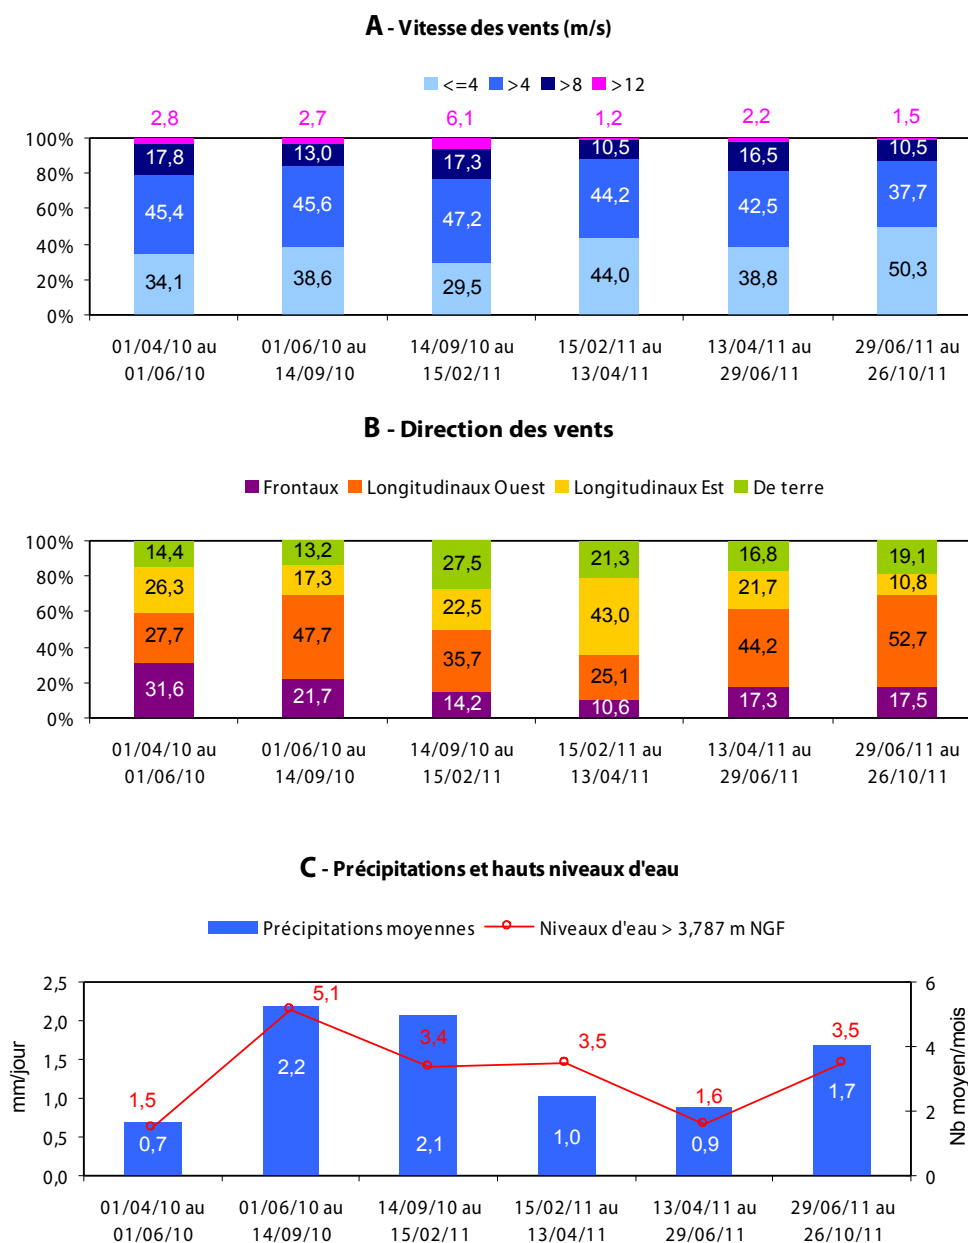 A - Vitesse des vents (m/s)
<=4 >4 >8 >12
2,8 2,7 6,1 1,2 2,2 1,5
100%
80%
60%
40%
20%
0%
17,8 13,0 17,3 10,5 16,5 10,5
45,4 45,6 47,2 44,2 42,5 37,7
34,1 38,6 29,5 44,0 38,8 50,3
01/04/10 au 01/06/10 au 14/09/10 au 15/02/11 au 13/04/11 au 29/06/11 au
01/06/10 14/09/10 15/02/11 13/04/11 29/06/11 26/10/11
B - Direction des vents
Frontaux Longitudinaux Ouest Longitudinaux Est De terre
100%
80%
60%
40%
20%
0%
14,4 13,2 27,5 21,3 16,8 19,1
26,3 17,3 22,5 43,0 21,7 10,8
27,7 47,7 35,7 25,1 44,2 52,7
31,6 21,7 14,2 10,6 17,3 17,5
01/04/10 au 01/06/10 au 14/09/10 au 15/02/11 au 13/04/11 au 29/06/11 au
01/06/10 14/09/10 15/02/11 13/04/11 29/06/11 26/10/11
C - Précipitations et hauts niveaux d'eau
Précipitations moyennes Niveaux d'eau > 3,787 m NGF
mm/jour
2,5
2,0
1,5
1,0
0,5
0,0
1,5 5,1 3,4 3,5 1,6 3,5
0,7 2,2 2,1 1,0 0,9 1,7
6
4
2
0
Nb moyen/mois
01/04/10 au 01/06/10 au 14/09/10 au 15/02/11 au 13/04/11 au 29/06/11 au
01/06/10 14/09/10 15/02/11 13/04/11 29/06/11 26/10/11